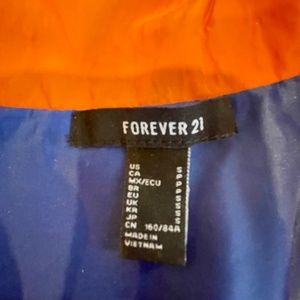 FOREVER 21
US S
CA P
MX/ECU P
BR P
EU S
UK S
KR S
JP S
CN 160/84A
MADE IN
VIETNAM